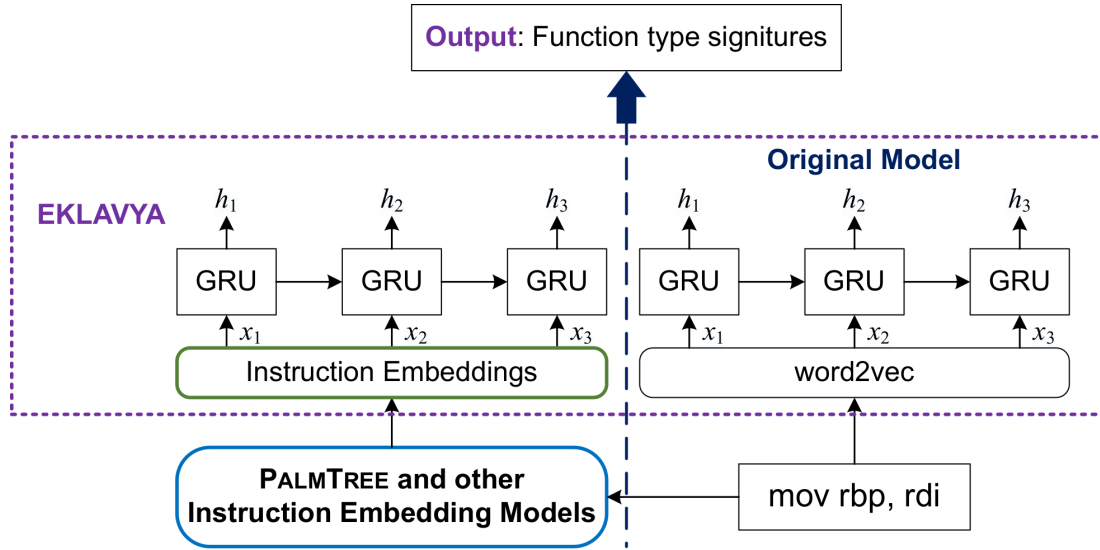 Output: Function type signitures
Original Model
EKLAVYA
h1 h2 h3 h1 h2 h3
GRU GRU GRU GRU GRU GRU
x1 x2 x3 x1 x2 x3
Instruction Embeddings word2vec
PALMTREE and other
Instruction Embedding Models
mov rbp, rdi